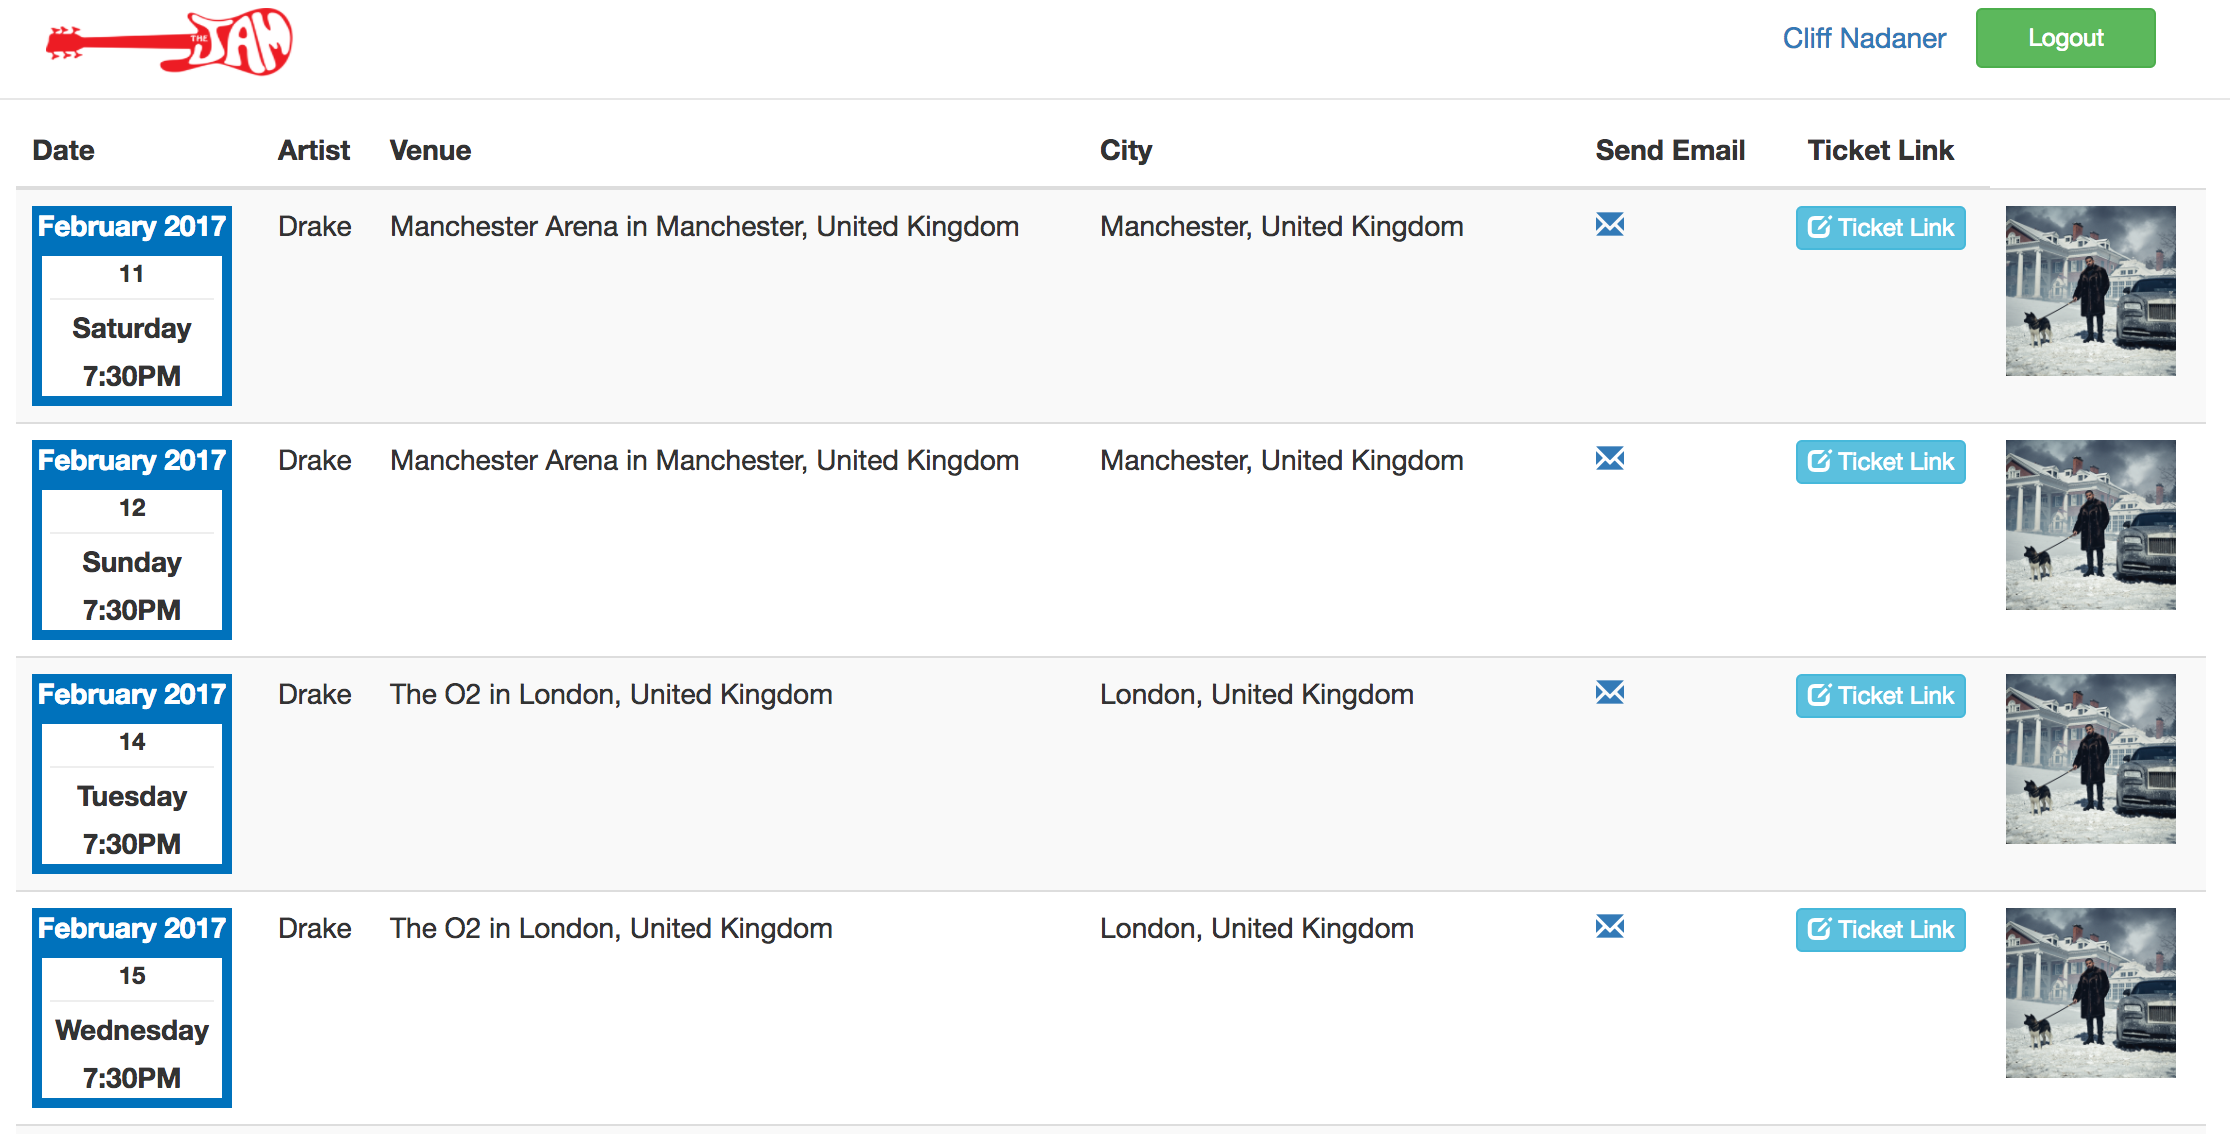 THE JAM
Cliff Nadaner Logout
Date Artist Venue City Send Email Ticket Link
February 2017 Drake Manchester Arena in Manchester, United Kingdom Manchester, United Kingdom Ticket Link
11
Saturday
7:30PM
February 2017 Drake Manchester Arena in Manchester, United Kingdom Manchester, United Kingdom Ticket Link
12
Sunday
7:30PM
February 2017 Drake The O2 in London, United Kingdom London, United Kingdom Ticket Link
14
Tuesday
7:30PM
February 2017 Drake The O2 in London, United Kingdom London, United Kingdom Ticket Link
15
Wednesday
7:30PM